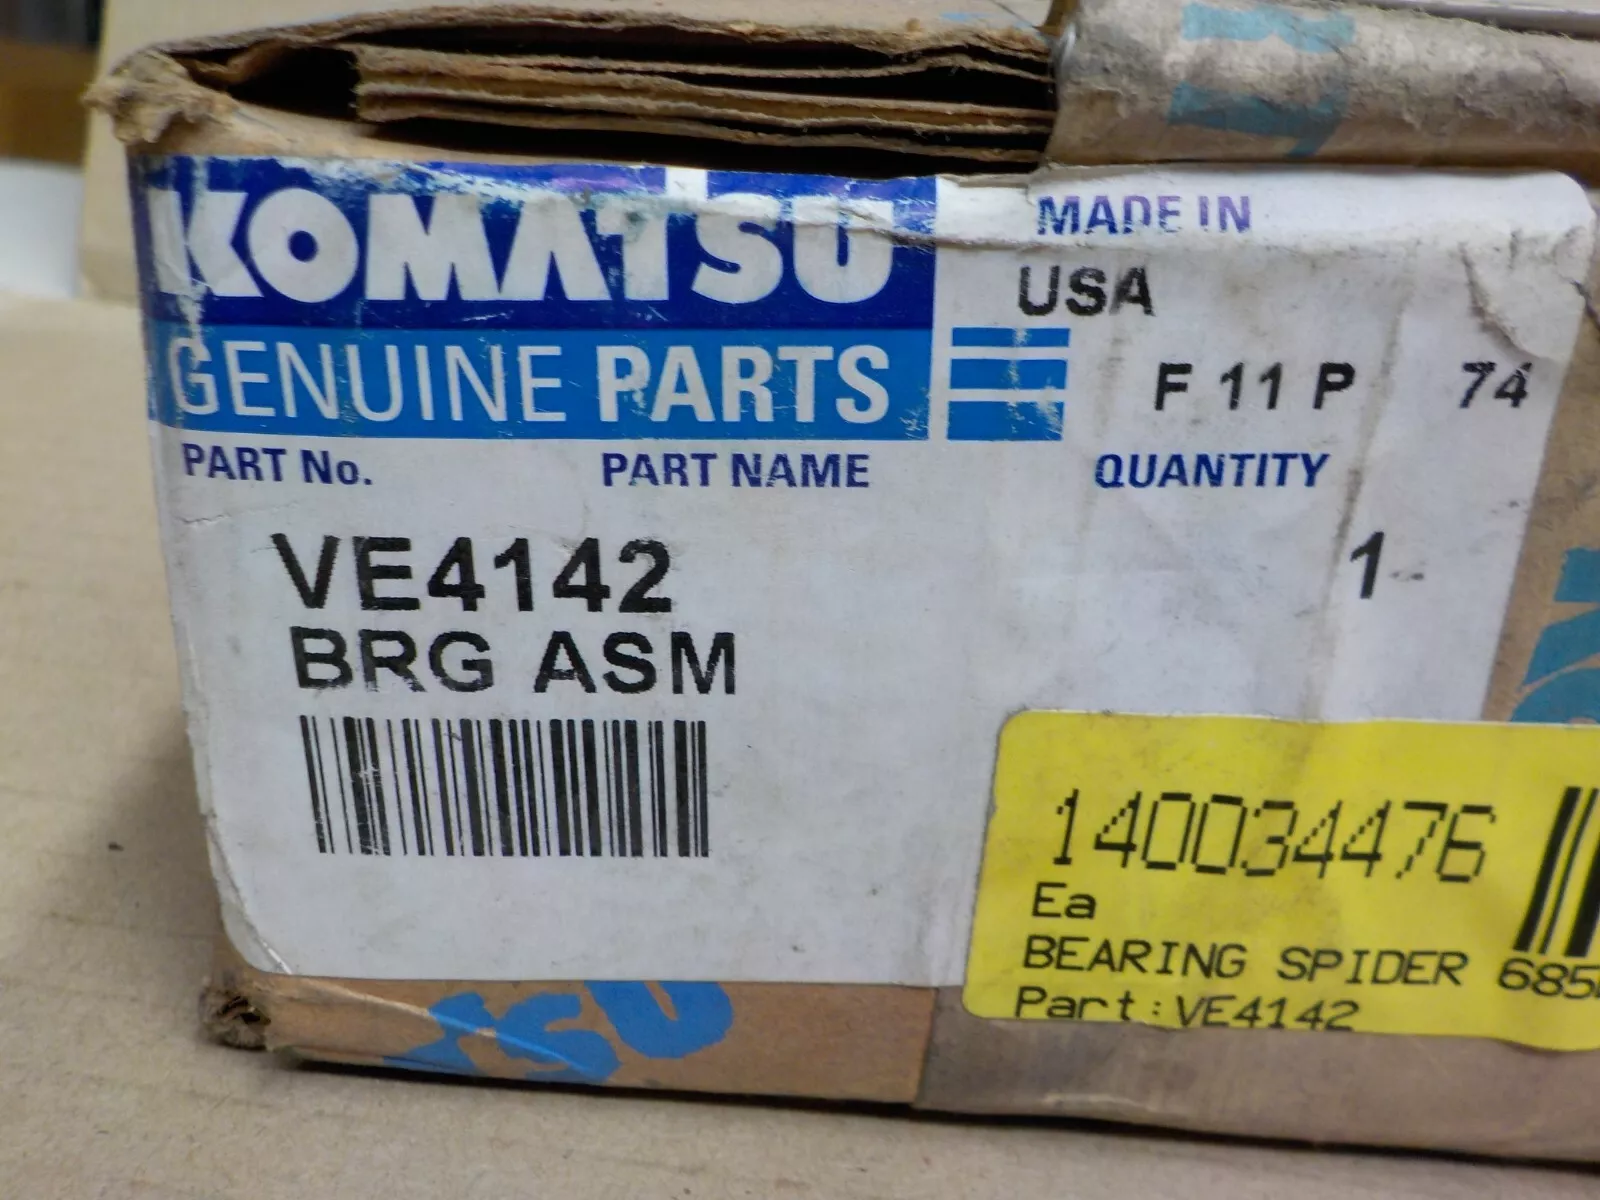 KOMATSU
GENUINE PARTS
MADE IN
USA
F 11 P 74
PART No. PART NAME QUANTITY
VE4142 1
BRG ASM
140034476
Ea
BEARING SPIDER
Part:VE4142